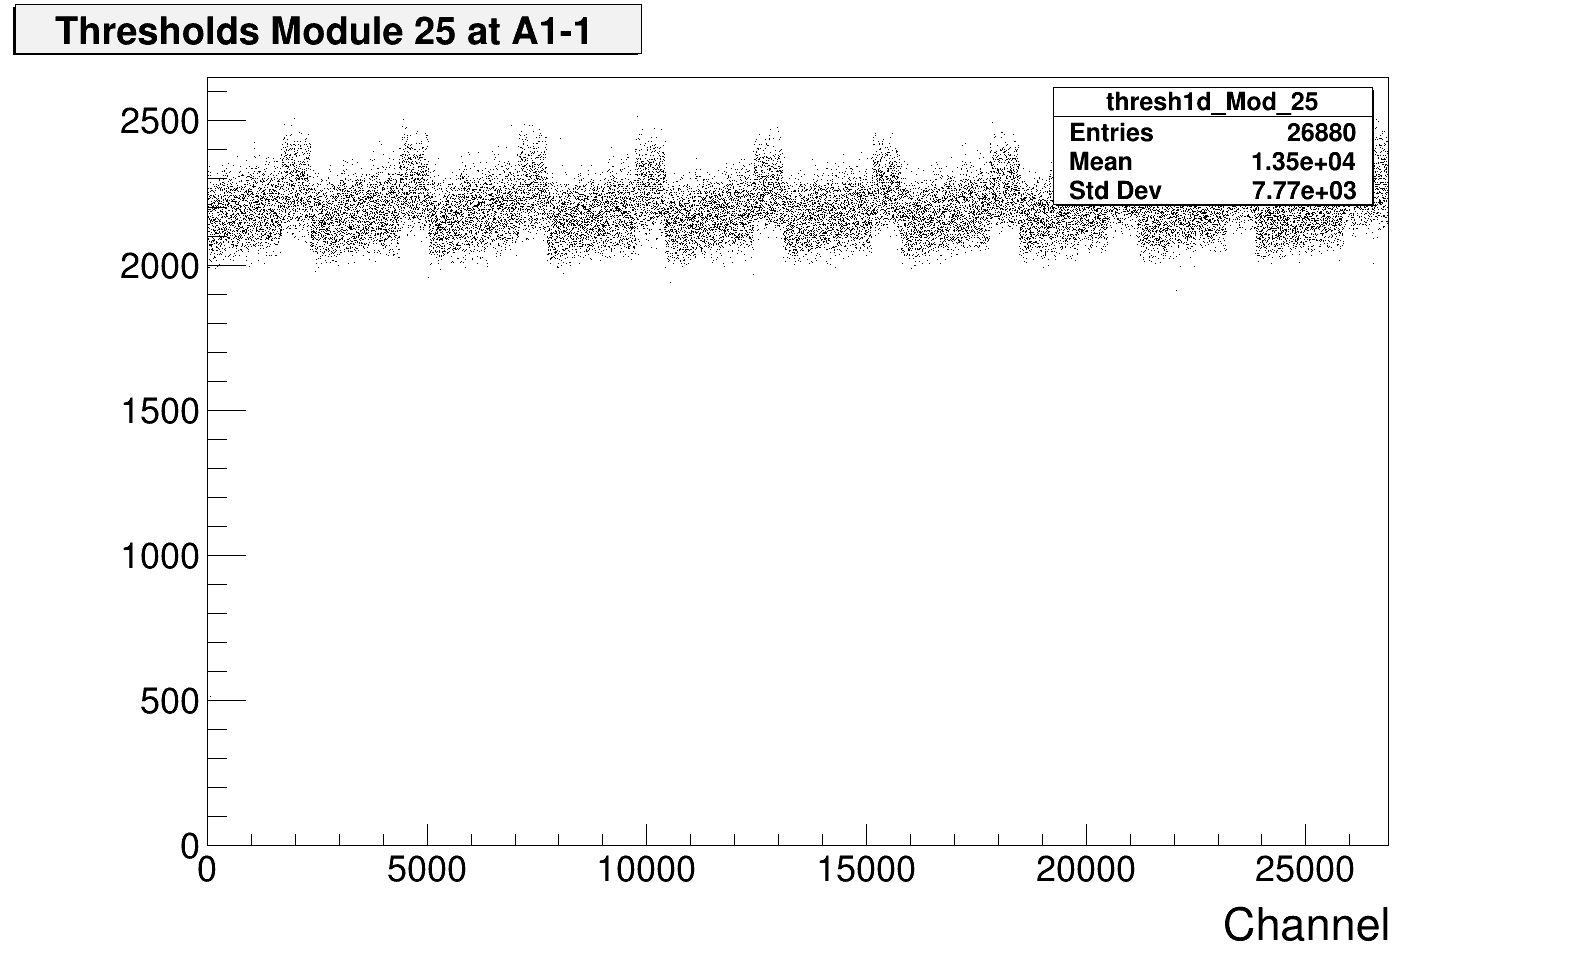 Thresholds Module 25 at A1-1
thresh1d_Mod_25
Entries 26880
Mean 1.35e+04
Std Dev 7.77e+03
2500
2000
1500
1000
500
0
0 5000 10000 15000 20000 25000
Channel